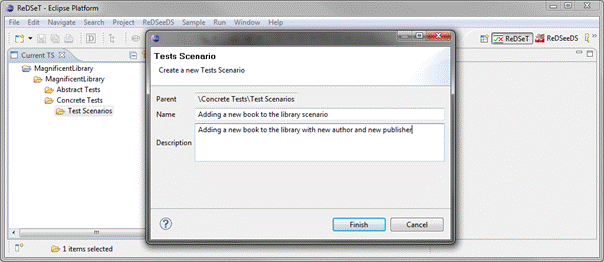 ReDSeT - Eclipse Platform
File Edit Navigate Search Project ReDSeeDS Sample Run Window Help
ReDSeT ReDSeeDS
Current TS
MagnificentLibrary
MagnificentLibrary
Abstract Tests
Concrete Tests
Test Scenarios
1 items selected
Tests Scenario
Create a new Tests Scenario
Parent \Concrete Tests\Test Scenarios
Name Adding a new book to the library scenario
Description Adding a new book to the library with new author and new publisher
Finish Cancel